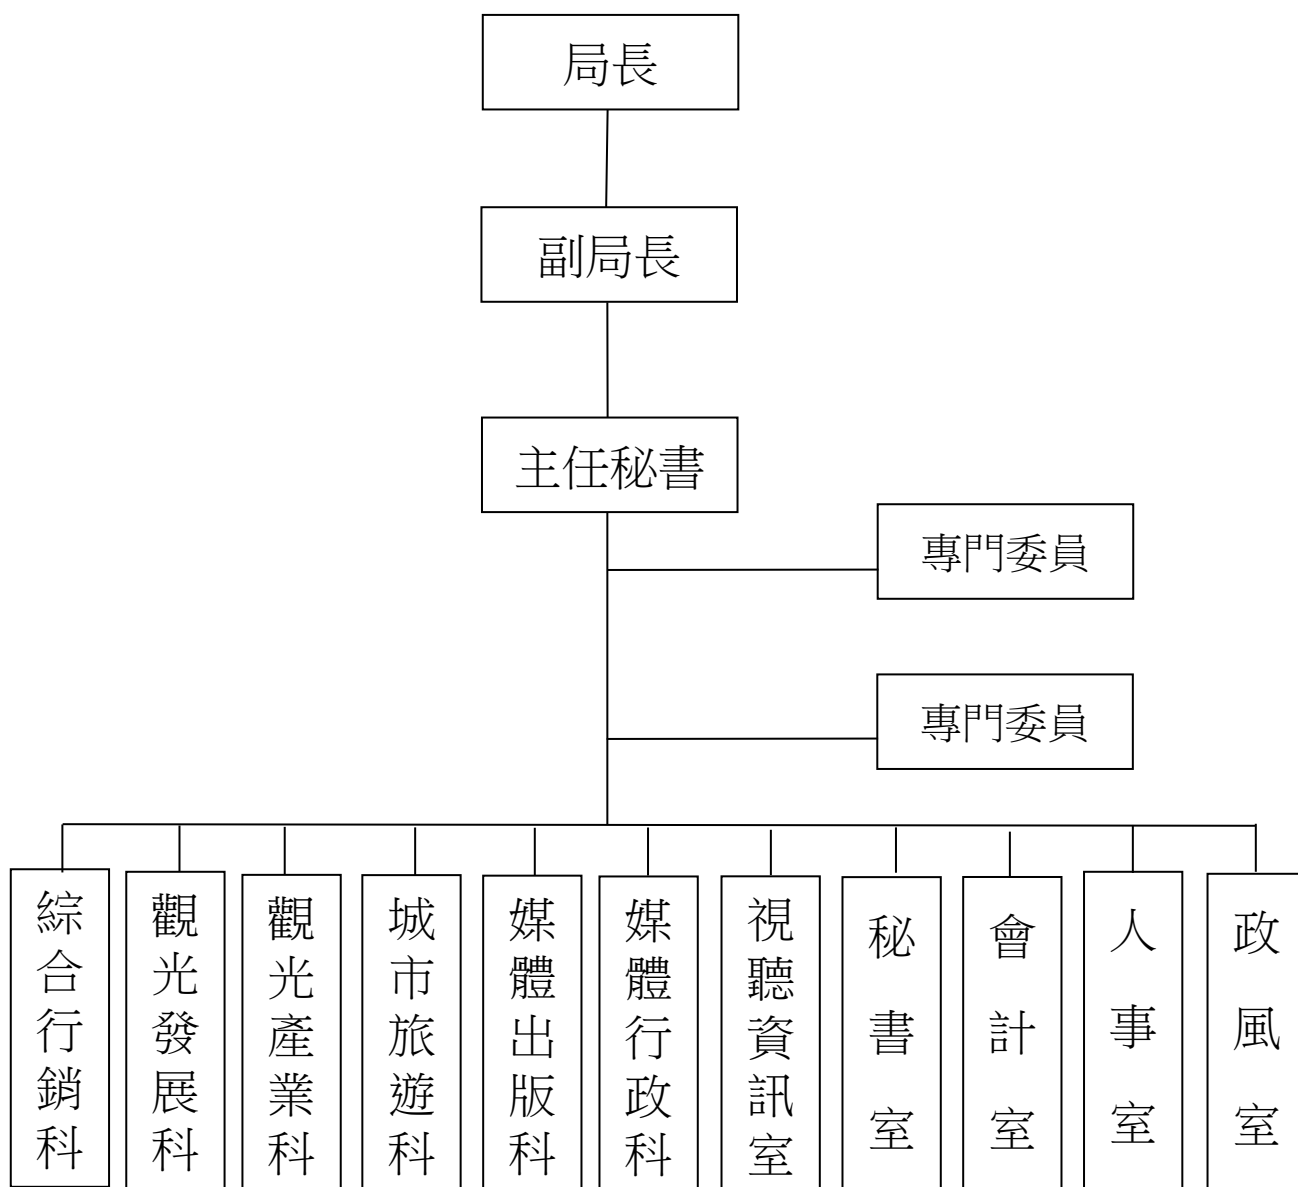 局長
副局長
主任秘書
專門委員
專門委員
綜合行銷科
觀光發展科
觀光產業科
城市旅遊科
媒體出版科
媒體行政科
視聽資訊室
秘書室
會計室
人事室
政風室